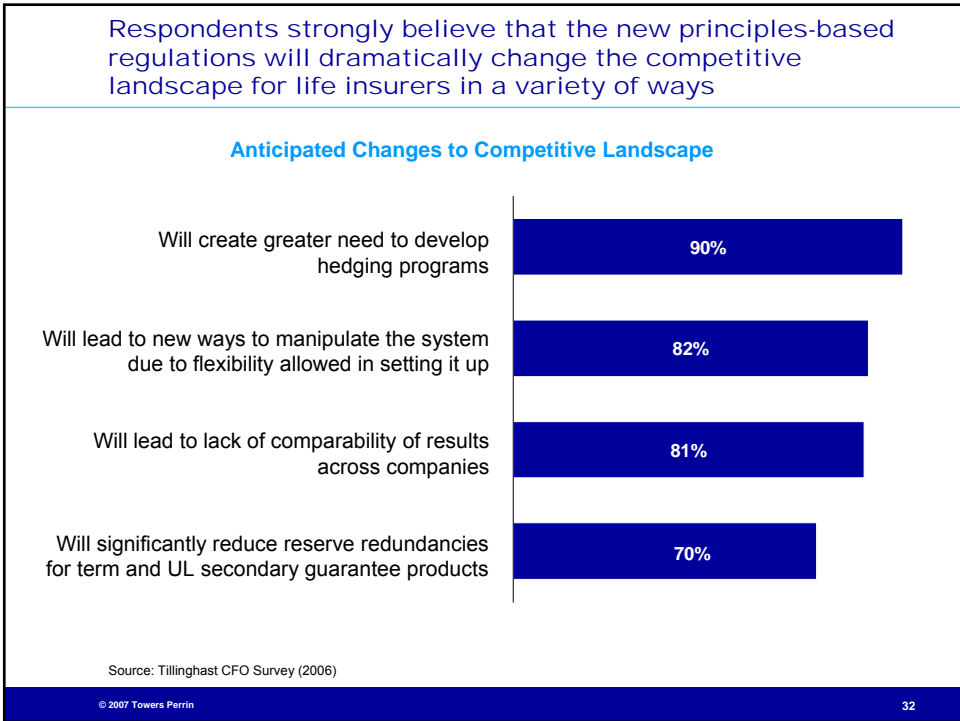 Respondents strongly believe that the new principles-based
regulations will dramatically change the competitive
landscape for life insurers in a variety of ways
Anticipated Changes to Competitive Landscape
Will create greater need to develop
hedging programs
90%
Will lead to new ways to manipulate the system
due to flexibility allowed in setting it up
82%
Will lead to lack of comparability of results
across companies
81%
Will significantly reduce reserve redundancies
for term and UL secondary guarantee products
70%
Source: Tillinghast CFO Survey (2006)
© 2007 Towers Perrin
32